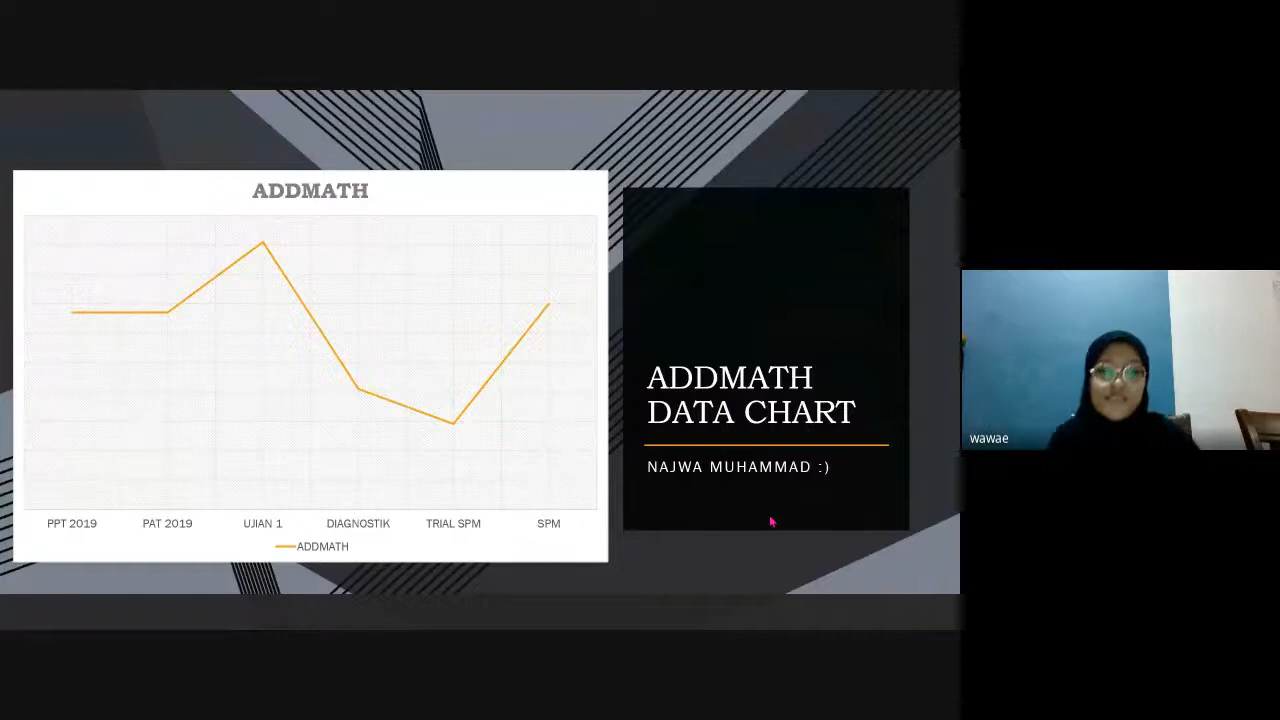 ADDMATH
PPT 2019 PAT 2019 UJIAN 1 DIAGNOSTIK TRIAL SPM SPM
ADDMATH
ADDMATH
DATA CHART
NAJWA MUHAMMAD :)
wawae